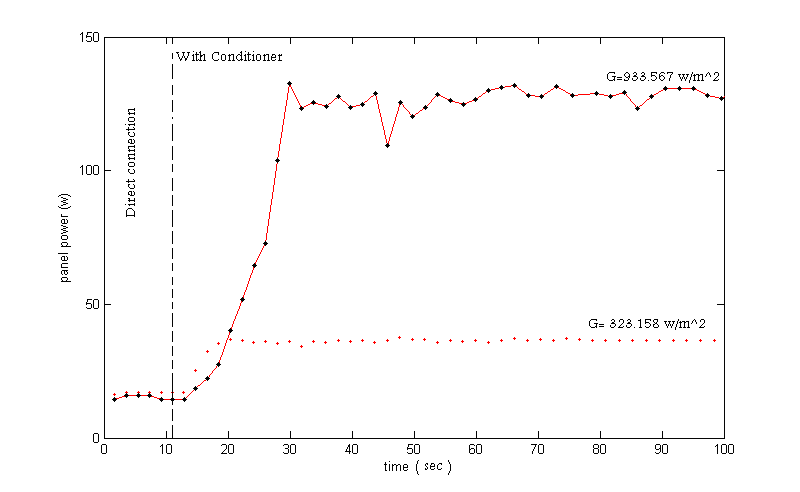 150
With Conditioner
G=933.567 w/m^2
Direct connection
100
panel power (w)
50
G= 323.158 w/m^2
0
0 10 20 30 40 50 60 70 80 90 100
time ( sec )